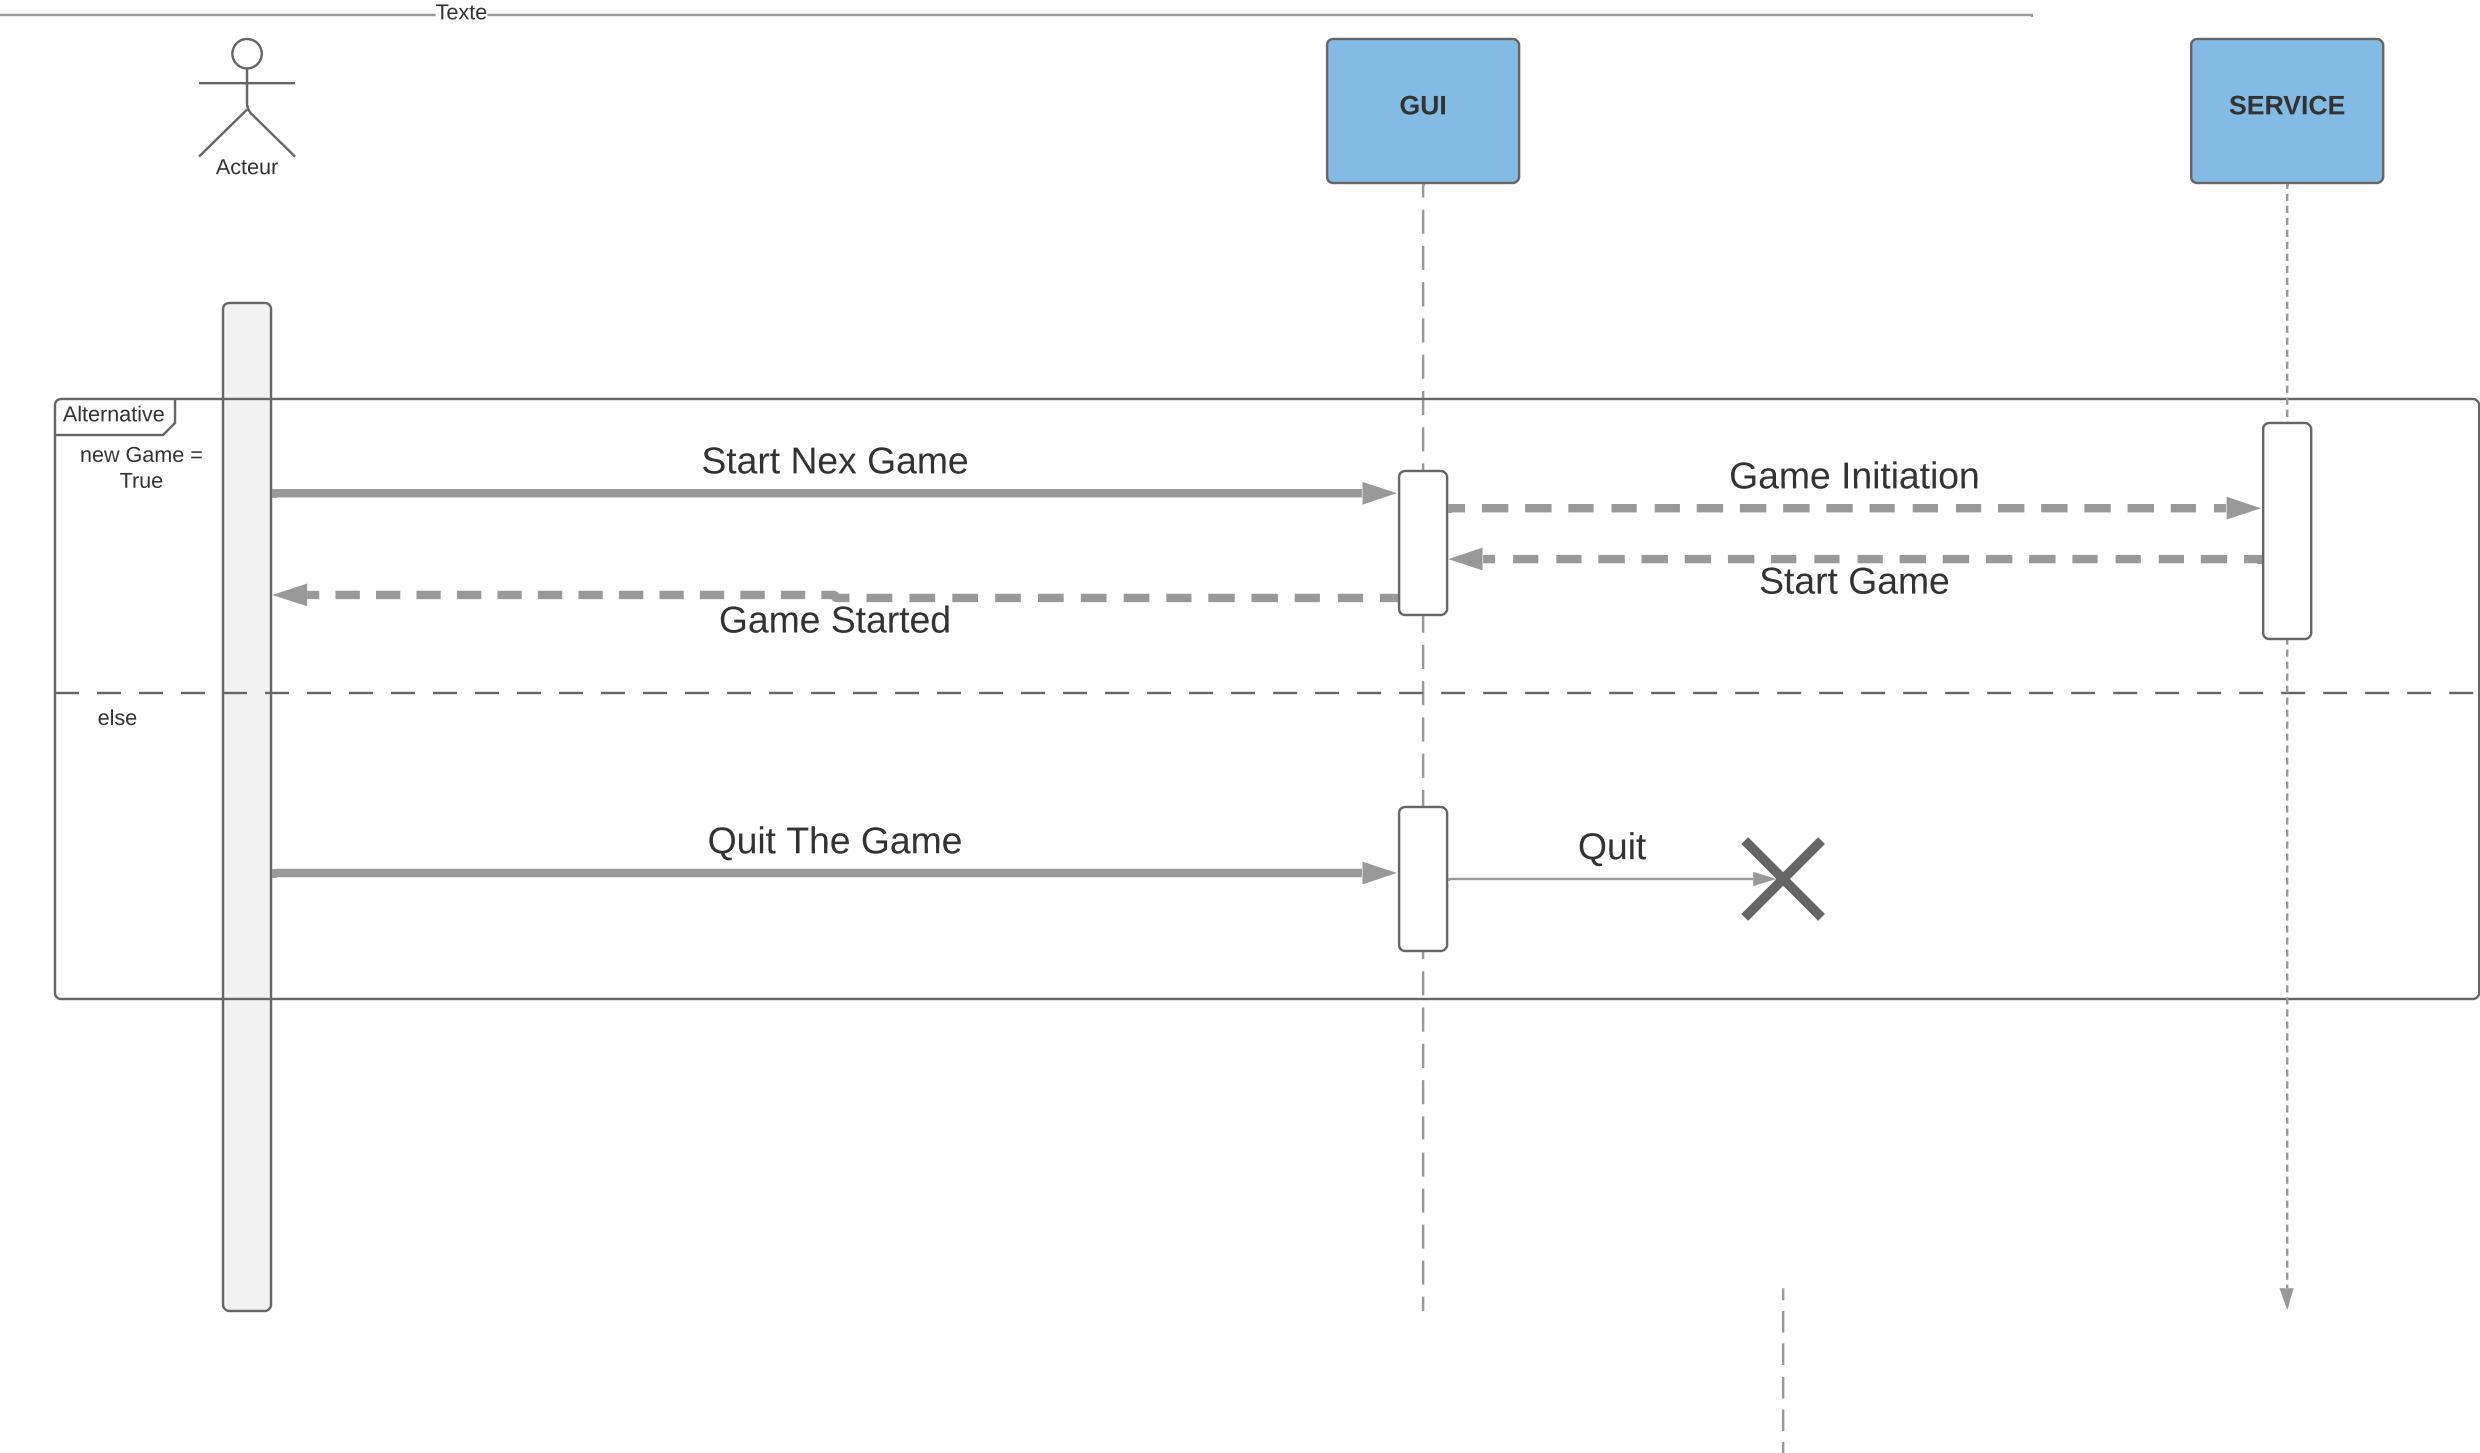 Texte
Acteur
GUI
SERVICE
Alternative
new Game =
True
Start Nex Game
Game Initiation
Start Game
Game Started
else
Quit The Game
Quit